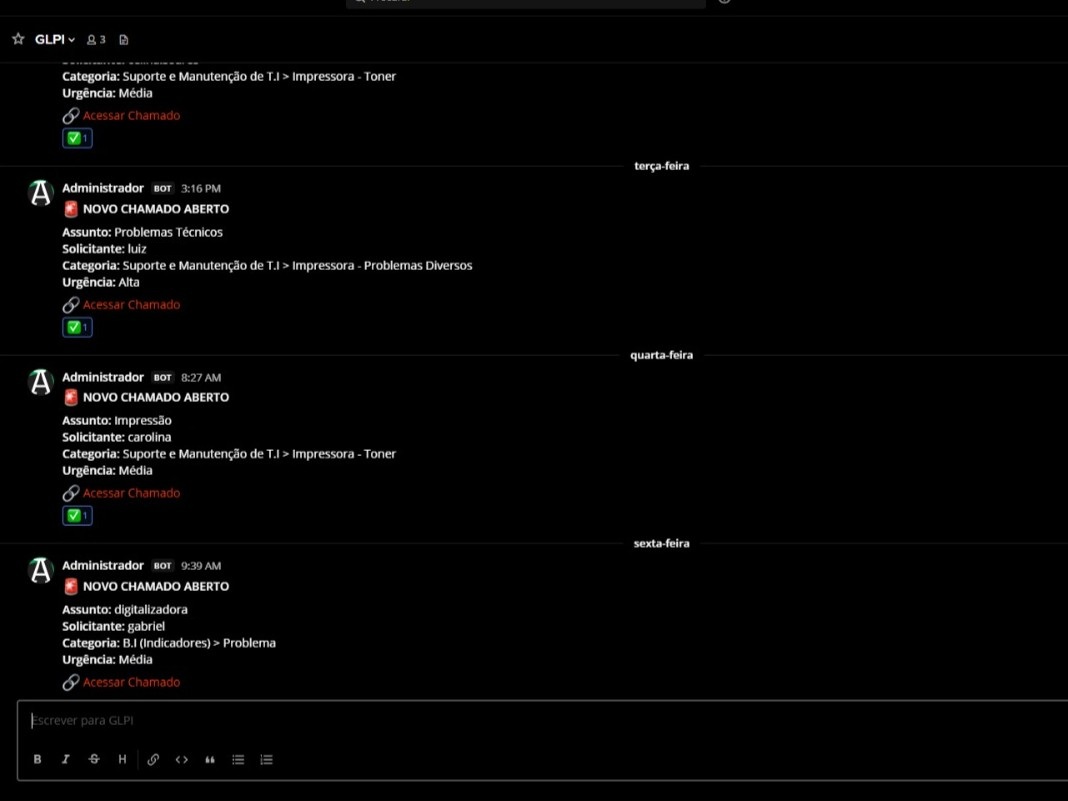 GLPI 3
Categoria: Suporte e Manutenção de T.I > Impressora - Toner
Urgência: Média
Acessar Chamado
1
terça-feira
Administrador BOT 3:16 PM
NOVO CHAMADO ABERTO
Assunto: Problemas Técnicos
Solicitante: luiz
Categoria: Suporte e Manutenção de T.I > Impressora - Problemas Diversos
Urgência: Alta
Acessar Chamado
1
quarta-feira
Administrador BOT 8:27 AM
NOVO CHAMADO ABERTO
Assunto: Impressão
Solicitante: carolina
Categoria: Suporte e Manutenção de T.I > Impressora - Toner
Urgência: Média
Acessar Chamado
1
sexta-feira
Administrador BOT 9:39 AM
NOVO CHAMADO ABERTO
Assunto: digitalizadora
Solicitante: gabriel
Categoria: B.I (Indicadores) > Problema
Urgência: Média
Acessar Chamado
Escrever para GLPI
B I S H